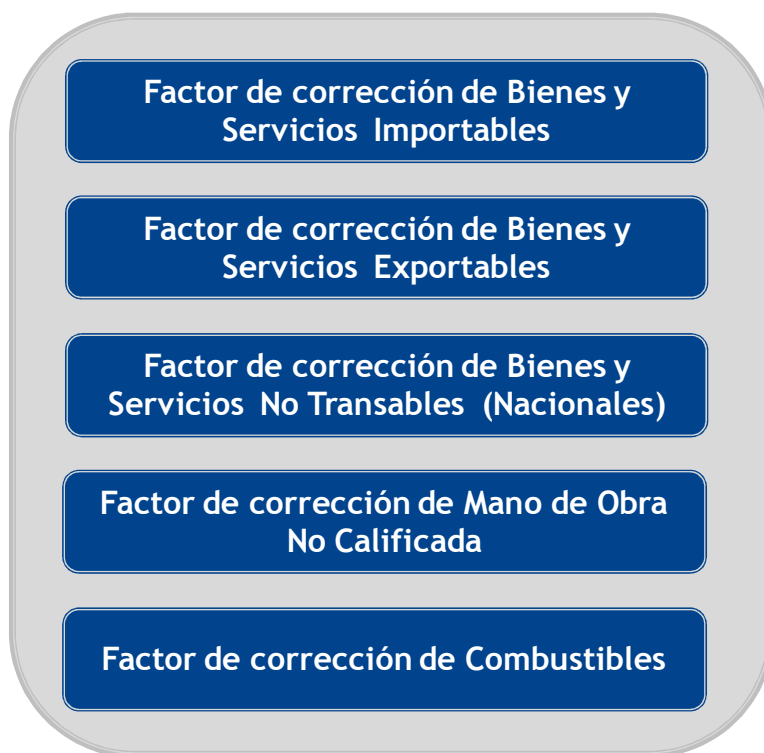 Factor de corrección de Bienes y
Servicios Importables
Factor de corrección de Bienes y
Servicios Exportables
Factor de corrección de Bienes y
Servicios No Transables (Nacionales)
Factor de corrección de Mano de Obra
No Calificada
Factor de corrección de Combustibles